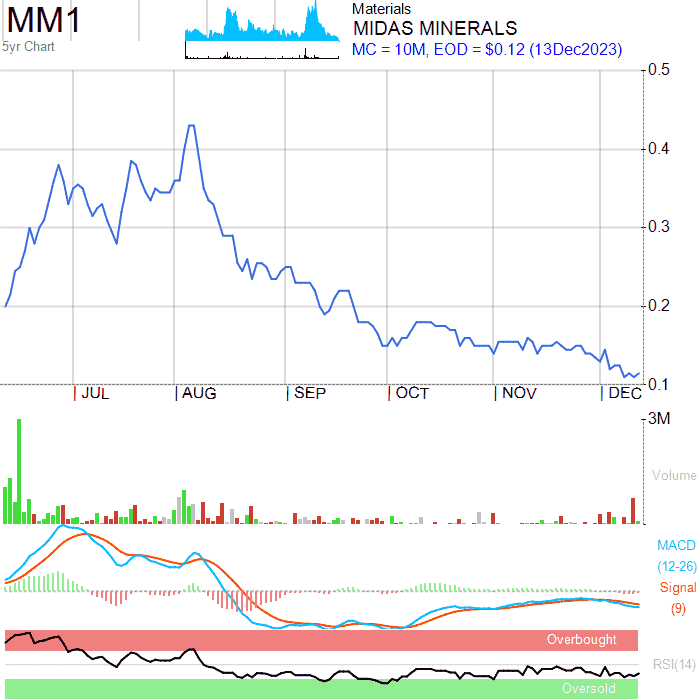 MM1
5yr Chart
Materials
MIDAS MINERALS
MC = 10M, EOD = $0.12 (13Dec2023)
0.5
0.4
0.3
0.2
0.1
JUL AUG SEP OCT NOV DEC
3M
Volume
MACD
(12-26)
Signal
(9)
Overbought
RSI(14)
Oversold